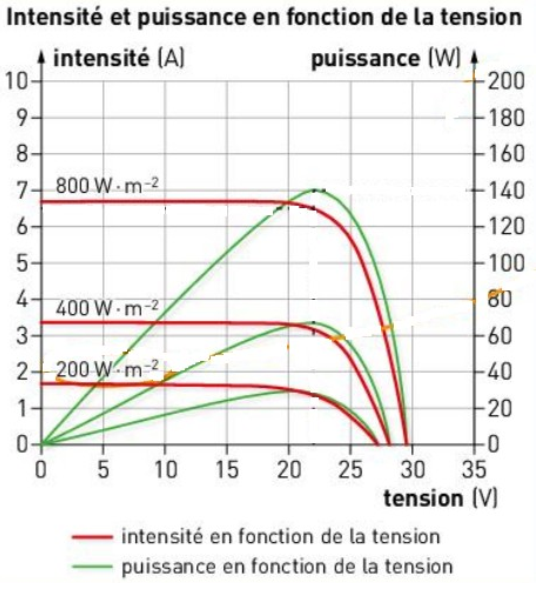 Intensité et puissance en fonction de la tension
intensité (A)
puissance (W)
10
200
9
180
8
160
800 W · m⁻²
7
140
6
120
5
100
4
80
400 W · m⁻²
3
60
200 W · m⁻²
2
40
1
20
0
0
0 5 10 15 20 25 30 35
tension (V)
intensité en fonction de la tension
puissance en fonction de la tension